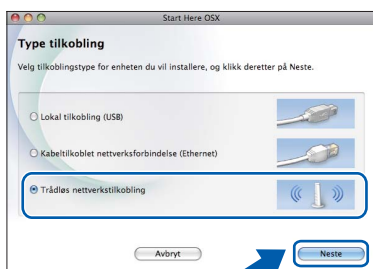 Start Here OSX
Type tilkobling
Velg tilkoblingstype for enheten du vil installere, og klikk deretter på Neste.
Lokal tilkobling (USB)
Kabeltilkoblet nettverksforbindelse (Ethernet)
Trådløs nettverkstilkobling
Avbryt
Neste